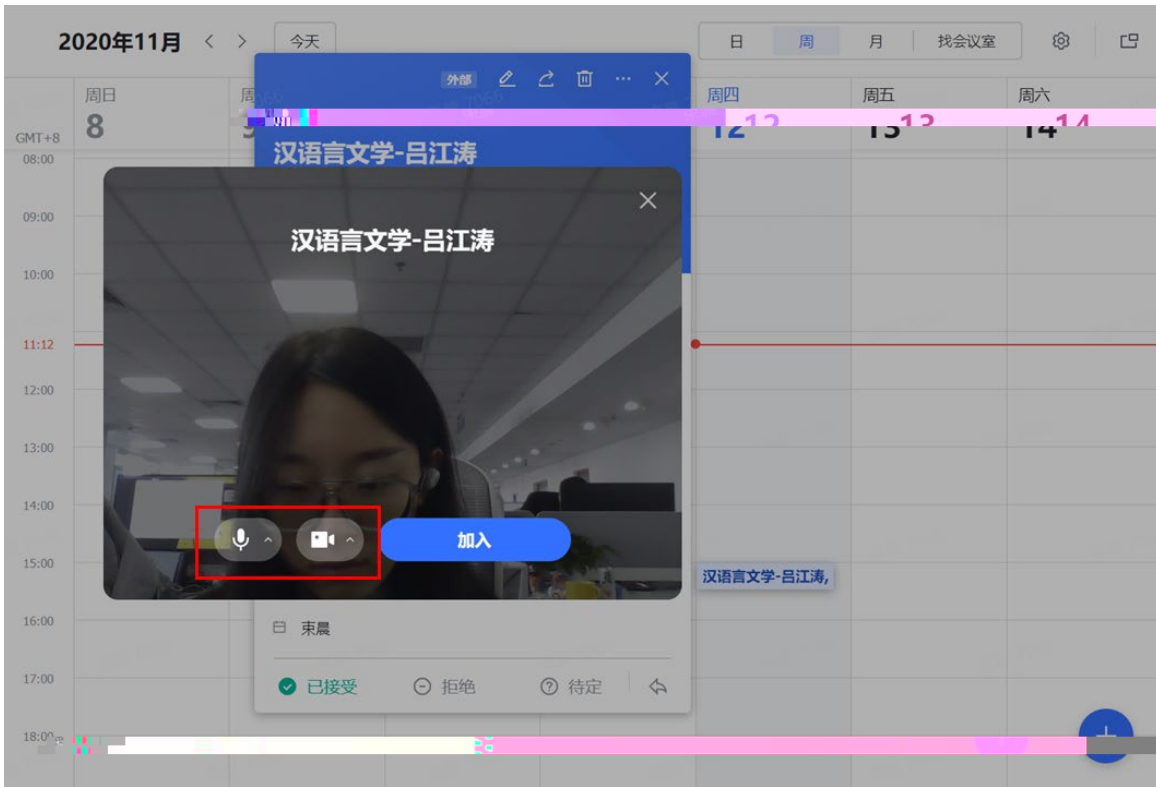 2020年11月 今天 日 周 月 找会议室
外部
周日 周 周四 周五 周六
GMT+8 8 9 12 13 14
汉语言文学-吕江涛
08:00
汉语言文学-吕江涛
09:00
10:00
11:12
12:00
13:00
14:00
加入
15:00
汉语言文学-吕江涛,
16:00
束晨
17:00
已接受 拒绝 待定
18:00